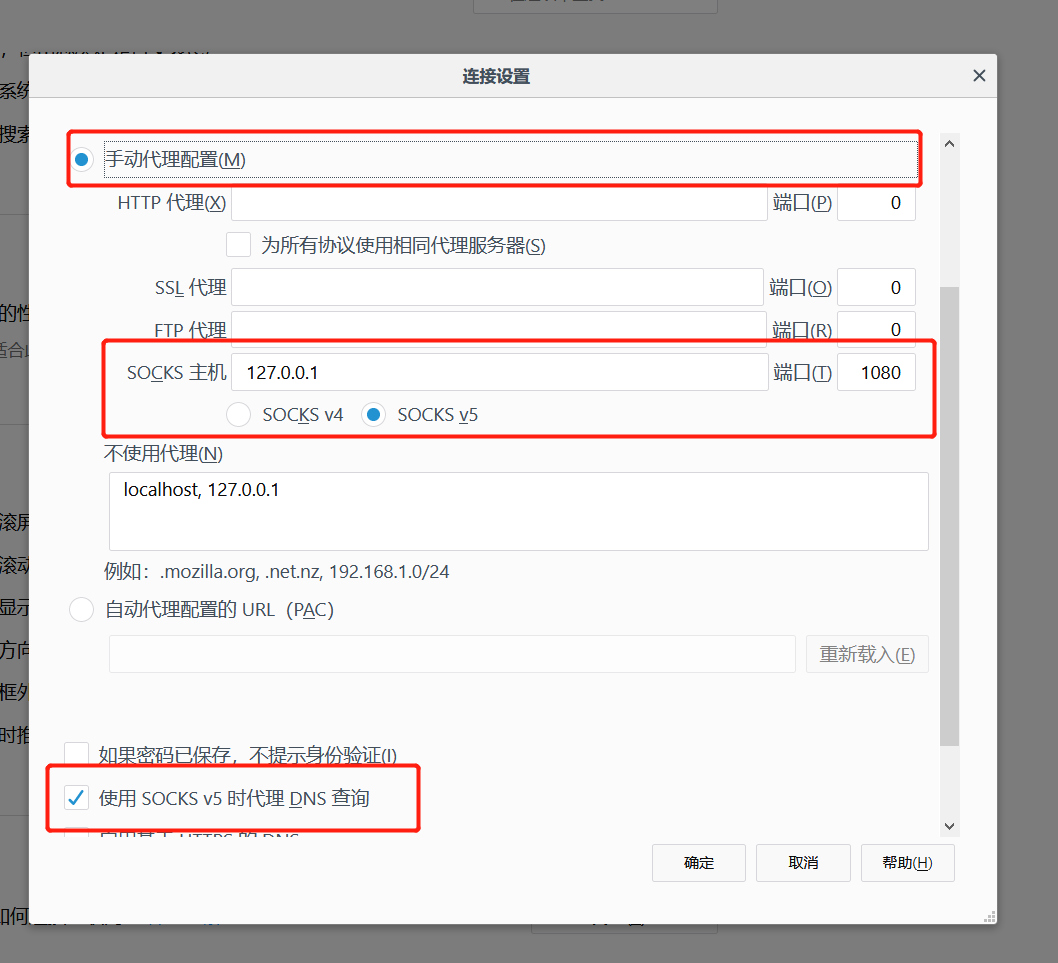 系统
搜索
的性
适合
滚屏
滚动
显示
方向
框外
时推
如何
连接设置
手动代理配置(M)
HTTP 代理(X) 端口(P) 0
为所有协议使用相同代理服务器(S)
SSL 代理 端口(O) 0
FTP 代理 端口(R) 0
SOCKS 主机 127.0.0.1 端口(T) 1080
SOCKS v4 SOCKS v5
不使用代理(N)
localhost, 127.0.0.1
例如：.mozilla.org, .net.nz, 192.168.1.0/24
自动代理配置的 URL（PAC）
重新载入(E)
如果密码已保存，不提示身份验证(I)
使用 SOCKS v5 时代理 DNS 查询
启用基于 HTTPS 的 DNS
确定 取消 帮助(H)